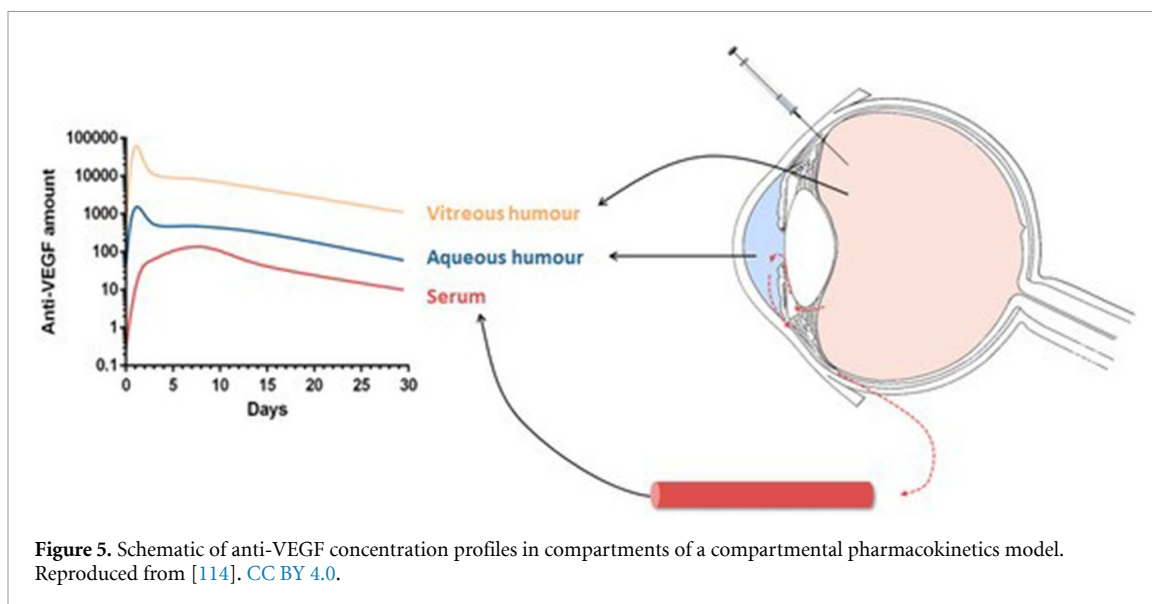 100000
10000
1000
100
10
1
0.1
Anti-VEGF amount
0 5 10 15 20 25 30
Days
Vitreous humour
Aqueous humour
Serum
Figure 5. Schematic of anti-VEGF concentration profiles in compartments of a compartmental pharmacokinetics model.
Reproduced from [114]. CC BY 4.0.